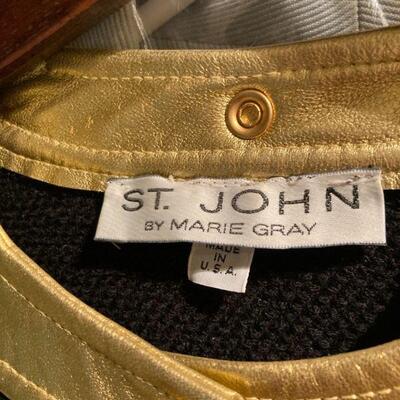 ST. JOHN
BY MARIE GRAY
MADE
IN
U.S.A.